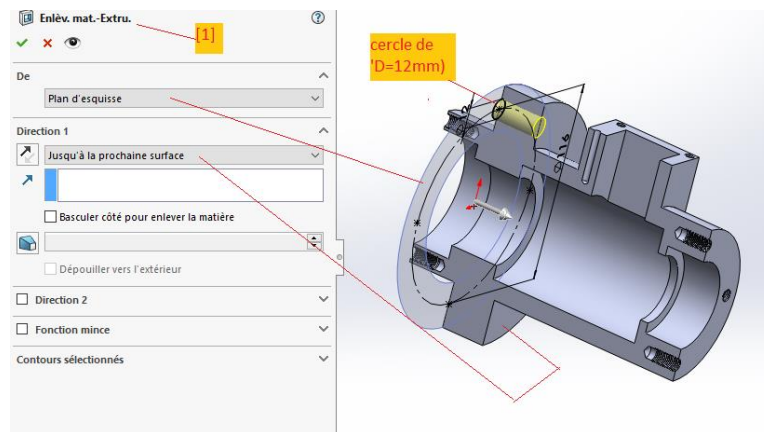 Enlèv. mat.-Extru.
[1]
De
Plan d'esquisse
Direction 1
Jusqu'à la prochaine surface
Basculer côté pour enlever la matière
Dépouiller vers l'extérieur
Direction 2
Fonction mince
Contours sélectionnés
cercle de
'D=12mm)